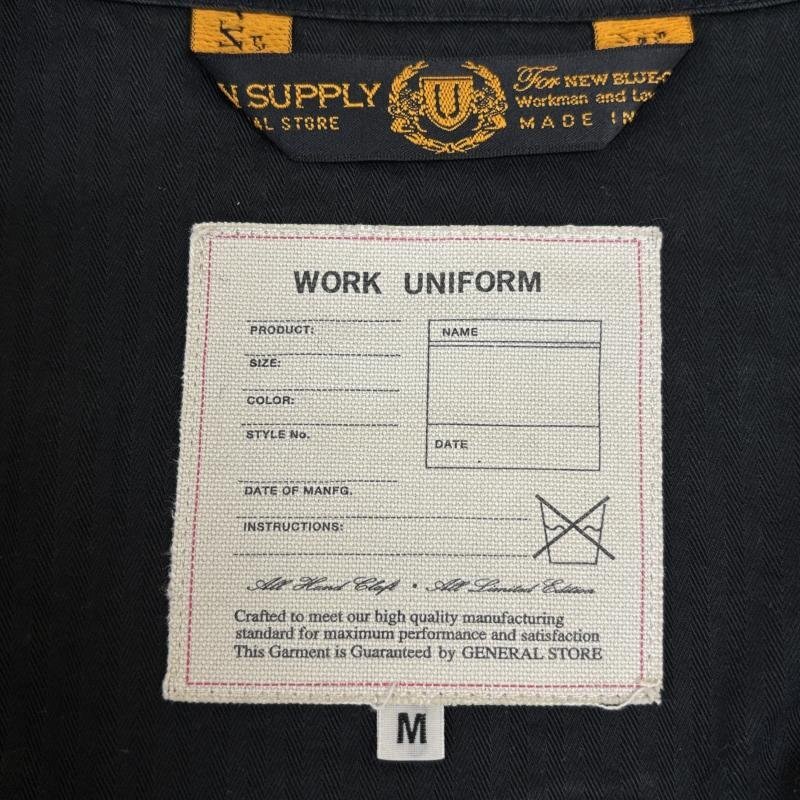 SUPPLY
AL STORE
For NEW BLUE-C
Workman and
MADE IN
WORK UNIFORM
PRODUCT:
SIZE:
COLOR:
STYLE No.
NAME
DATE
DATE OF MANFG.
INSTRUCTIONS:
All Hand Claft · All Limited Edition
Crafted to meet our high quality manufacturing
standard for maximum performance and satisfaction
This Garment is Guaranteed by GENERAL STORE
M